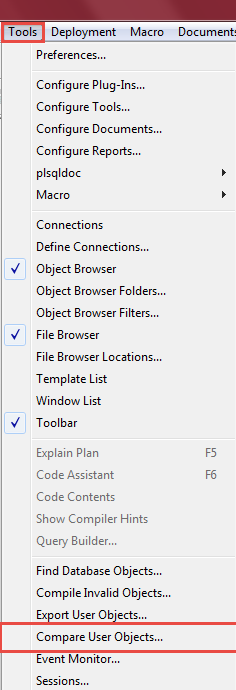 Tools Deployment Macro Documents
Preferences...
Configure Plug-Ins...
Configure Tools...
Configure Documents...
Configure Reports...
plsqldoc
Macro
Connections
Define Connections...
Object Browser
Object Browser Folders...
Object Browser Filters...
File Browser
File Browser Locations...
Template List
Window List
Toolbar
Explain Plan F5
Code Assistant F6
Code Contents
Show Compiler Hints
Query Builder...
Find Database Objects...
Compile Invalid Objects...
Export User Objects...
Compare User Objects...
Event Monitor...
Sessions...